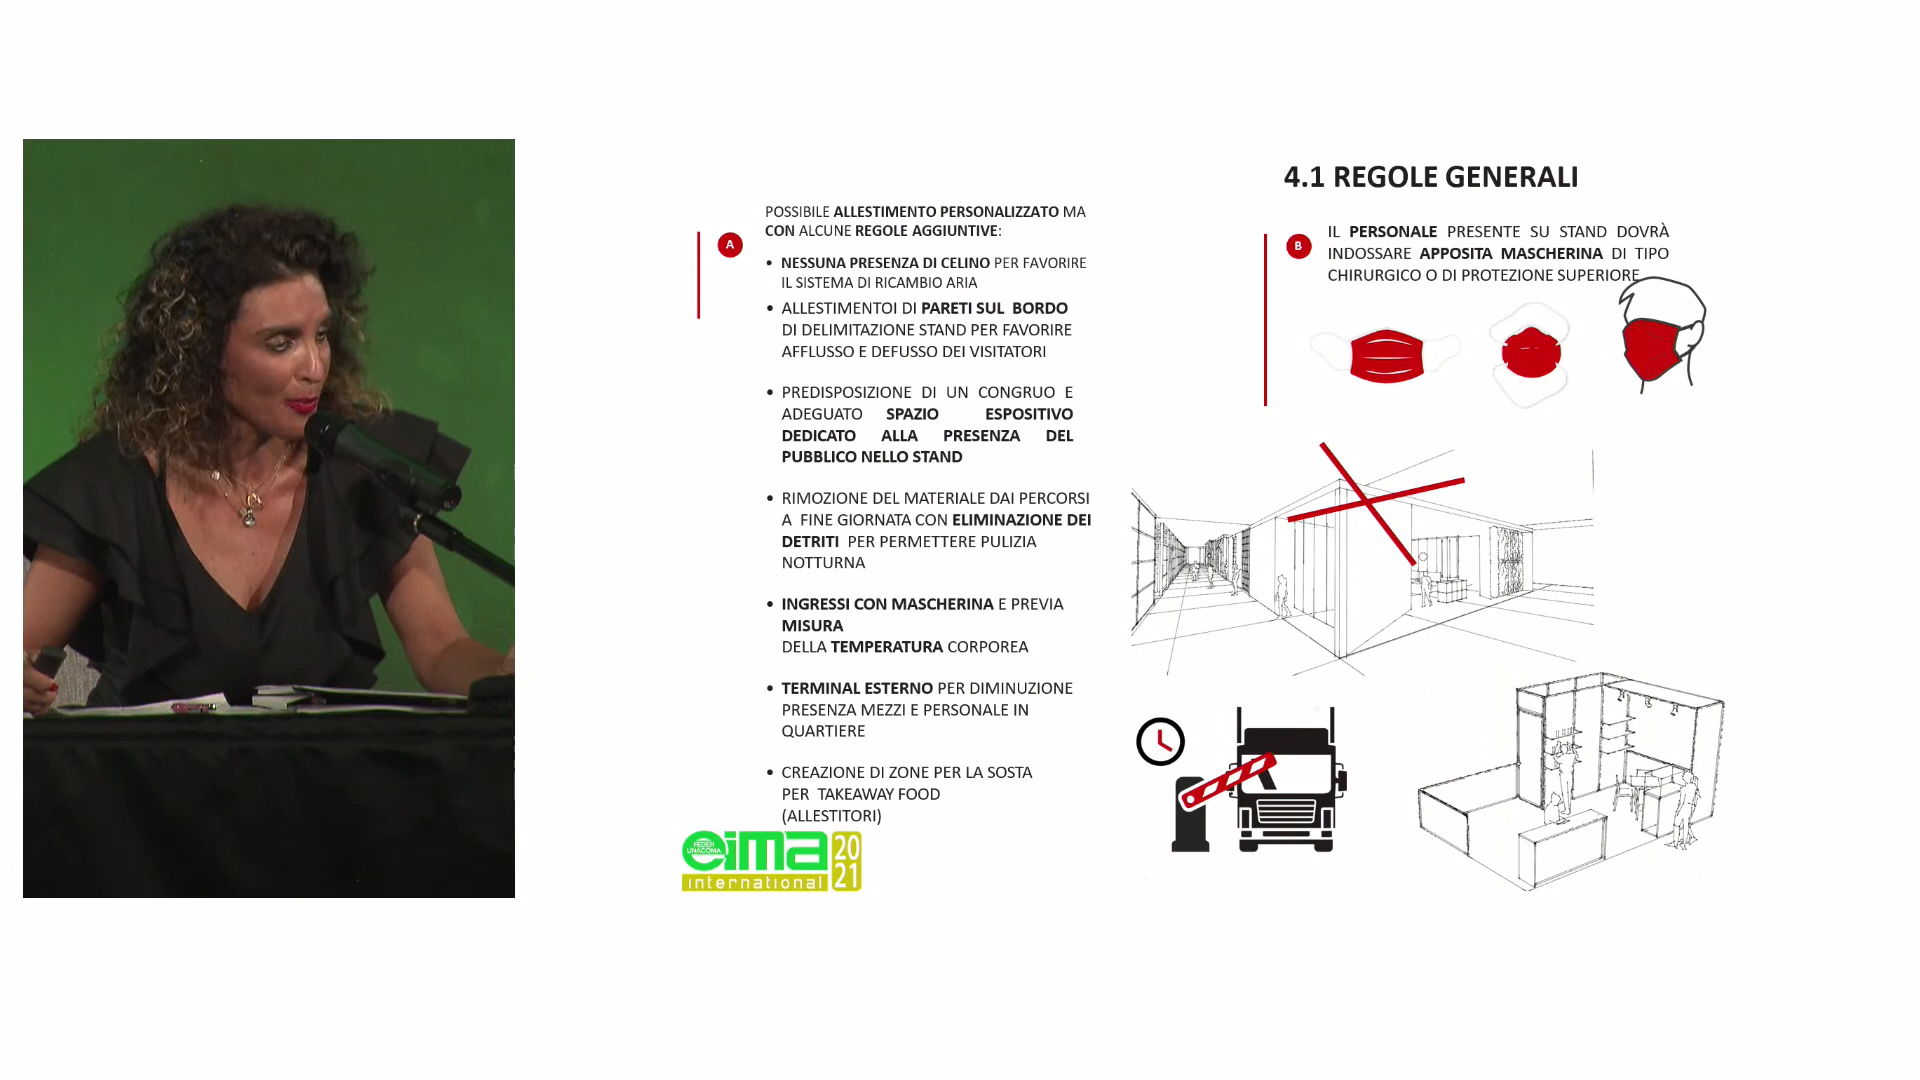 4.1 REGOLE GENERALI
A
POSSIBILE ALLESTIMENTO PERSONALIZZATO MA
CON ALCUNE REGOLE AGGIUNTIVE:
• NESSUNA PRESENZA DI CELINO PER FAVORIRE
IL SISTEMA DI RICAMBIO ARIA
• ALLESTIMENTOI DI PARETI SUL BORDO
DI DELIMITAZIONE STAND PER FAVORIRE
AFFLUSSO E DEFUSSO DEI VISITATORI
• PREDISPOSIZIONE DI UN CONGRUO E
ADEGUATO SPAZIO ESPOSITIVO
DEDICATO ALLA PRESENZA DEL
PUBBLICO NELLO STAND
• RIMOZIONE DEL MATERIALE DAI PERCORSI
A FINE GIORNATA CON ELIMINAZIONE DEI
DETRITI PER PERMETTERE PULIZIA
NOTTURNA
• INGRESSI CON MASCHERINA E PREVIA
MISURA
DELLA TEMPERATURA CORPOREA
• TERMINAL ESTERNO PER DIMINUZIONE
PRESENZA MEZZI E PERSONALE IN
QUARTIERE
• CREAZIONE DI ZONE PER LA SOSTA
PER TAKEAWAY FOOD
(ALLESTITORI)
B
IL PERSONALE PRESENTE SU STAND DOVRÀ
INDOSSARE APPOSITA MASCHERINA DI TIPO
CHIRURGICO O DI PROTEZIONE SUPERIORE
FEDER
UNACOMA
eima
international
20
21